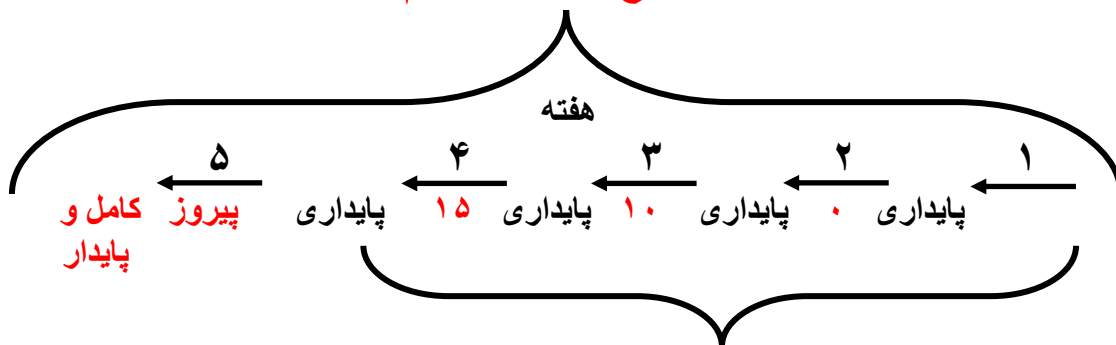 هفته
۱ ۲ ۳ ۴ ۵
پایداری ۰ پایداری ۱۰ پایداری ۱۵ پایداری پیروز کامل و
پایدار